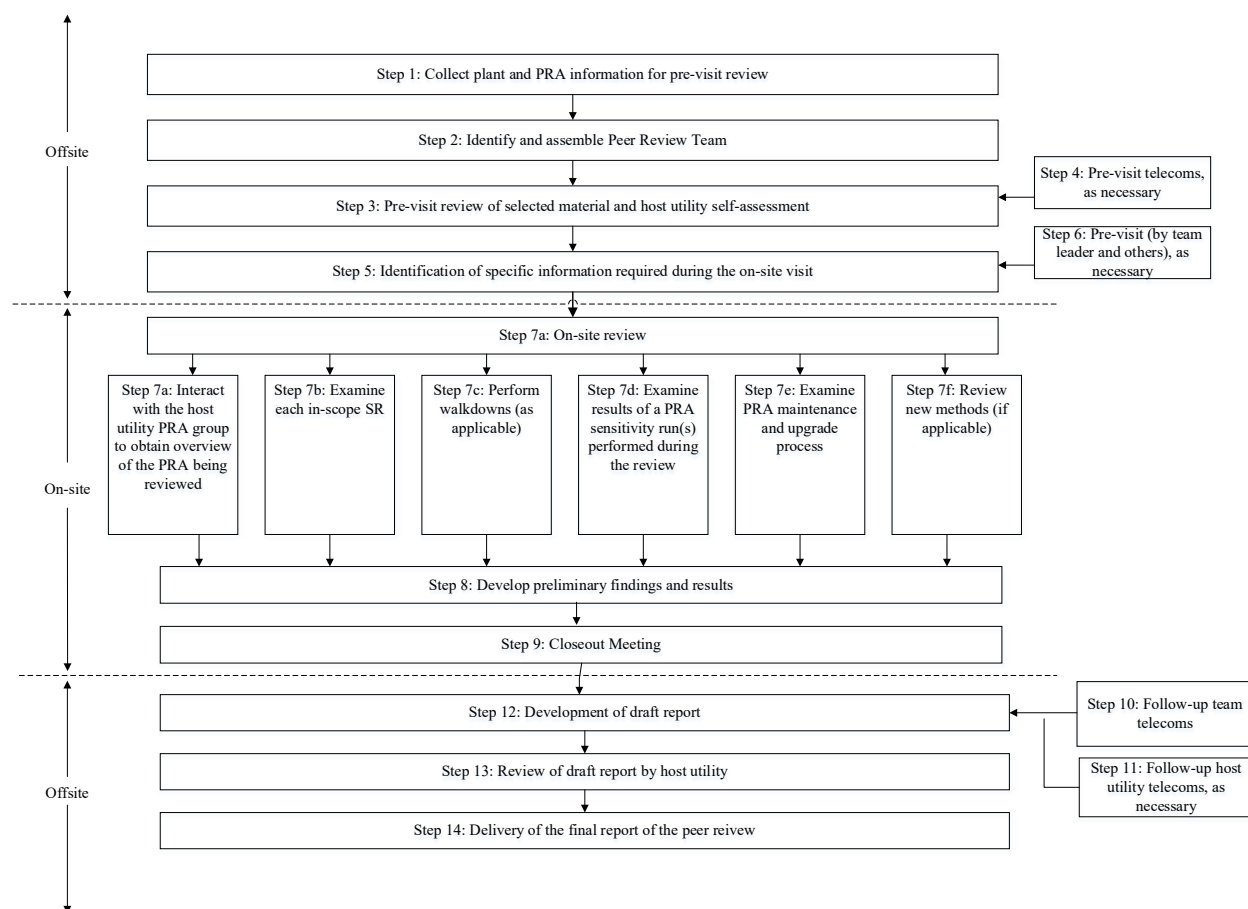 Step 1: Collect plant and PRA information for pre-visit review
Step 2: Identify and assemble Peer Review Team
Offsite
Step 4: Pre-visit telecoms,
as necessary
Step 3: Pre-visit review of selected material and host utility self-assessment
Step 6: Pre-visit (by team
leader and others), as
necessary
Step 5: Identification of specific information required during the on-site visit
Step 7a: On-site review
Step 7a: Interact
with the host
utility PRA group
to obtain overview
of the PRA being
reviewed
Step 7b: Examine
each in-scope SR
Step 7c: Perform
walkdowns (as
applicable)
Step 7d: Examine
results of a PRA
sensitivity run(s)
performed during
the review
Step 7e: Examine
PRA maintenance
and upgrade
process
Step 7f: Review
new methods (if
applicable)
On-site
Step 8: Develop preliminary findings and results
Step 9: Closeout Meeting
Step 12: Development of draft report
Step 10: Follow-up team
telecoms
Step 13: Review of draft report by host utility
Step 11: Follow-up host
utility telecoms, as
necessary
Offsite
Step 14: Delivery of the final report of the peer reivew